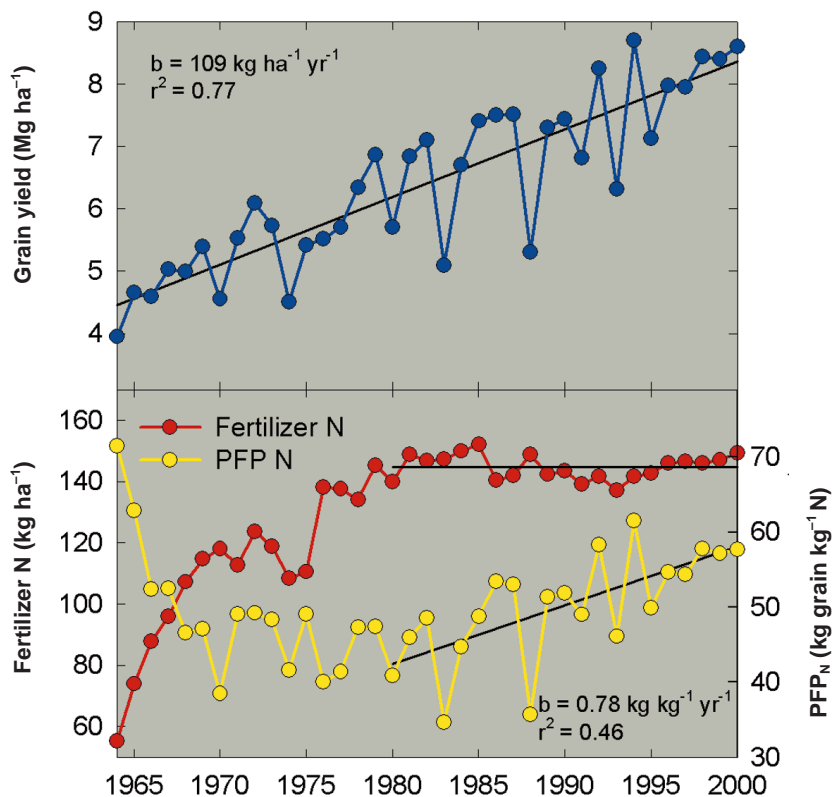 9
8
7
6
5
4
Grain yield (Mg ha⁻¹)
b = 109 kg ha⁻¹ yr⁻¹
r² = 0.77
160
140
120
100
80
60
Fertilizer N (kg ha⁻¹)
Fertilizer N
PFP N
70
60
50
40
30
PFP_N (kg grain kg⁻¹ N)
b = 0.78 kg kg⁻¹ yr⁻¹
r² = 0.46
1965 1970 1975 1980 1985 1990 1995 2000